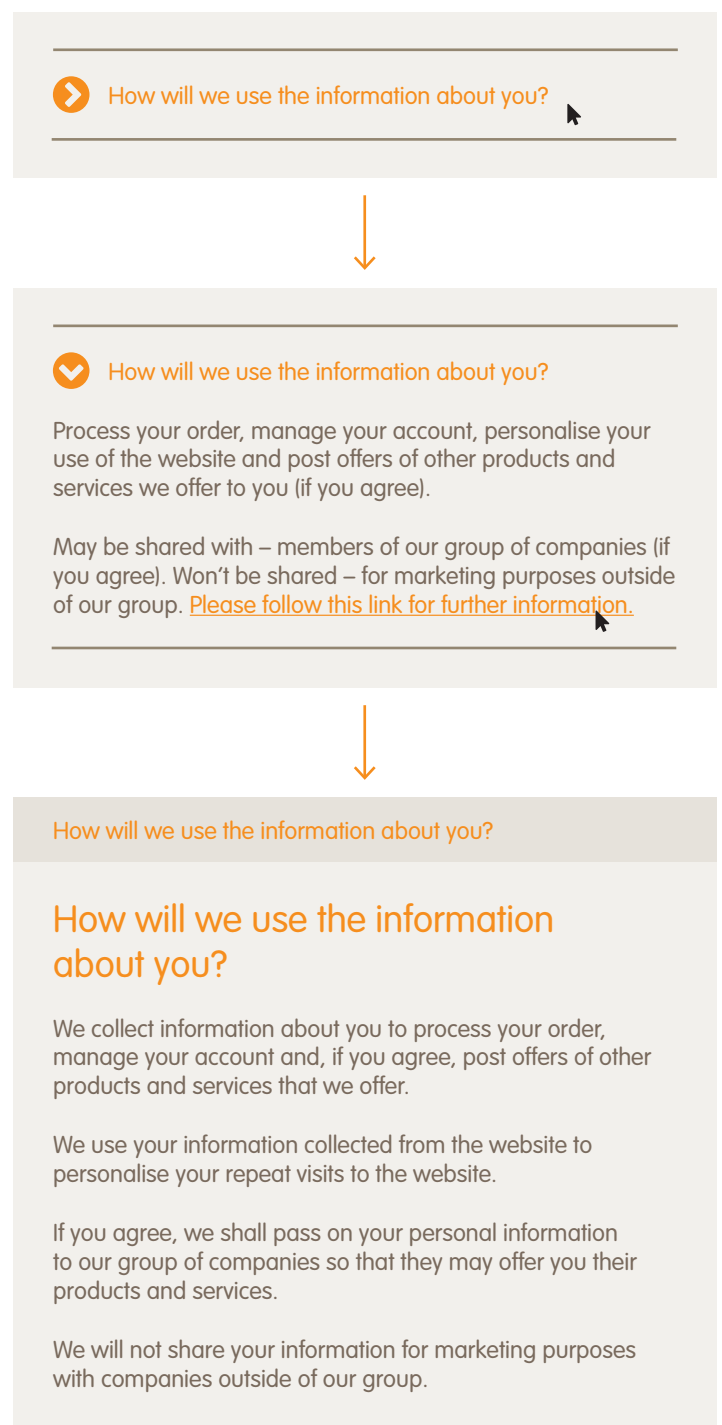 How will we use the information about you?
How will we use the information about you?
Process your order, manage your account, personalise your
use of the website and post offers of other products and
services we offer to you (if you agree).
May be shared with – members of our group of companies (if
you agree). Won’t be shared – for marketing purposes outside
of our group. Please follow this link for further information.
How will we use the information about you?
How will we use the information
about you?
We collect information about you to process your order,
manage your account and, if you agree, post offers of other
products and services that we offer.
We use your information collected from the website to
personalise your repeat visits to the website.
If you agree, we shall pass on your personal information
to our group of companies so that they may offer you their
products and services.
We will not share your information for marketing purposes
with companies outside of our group.